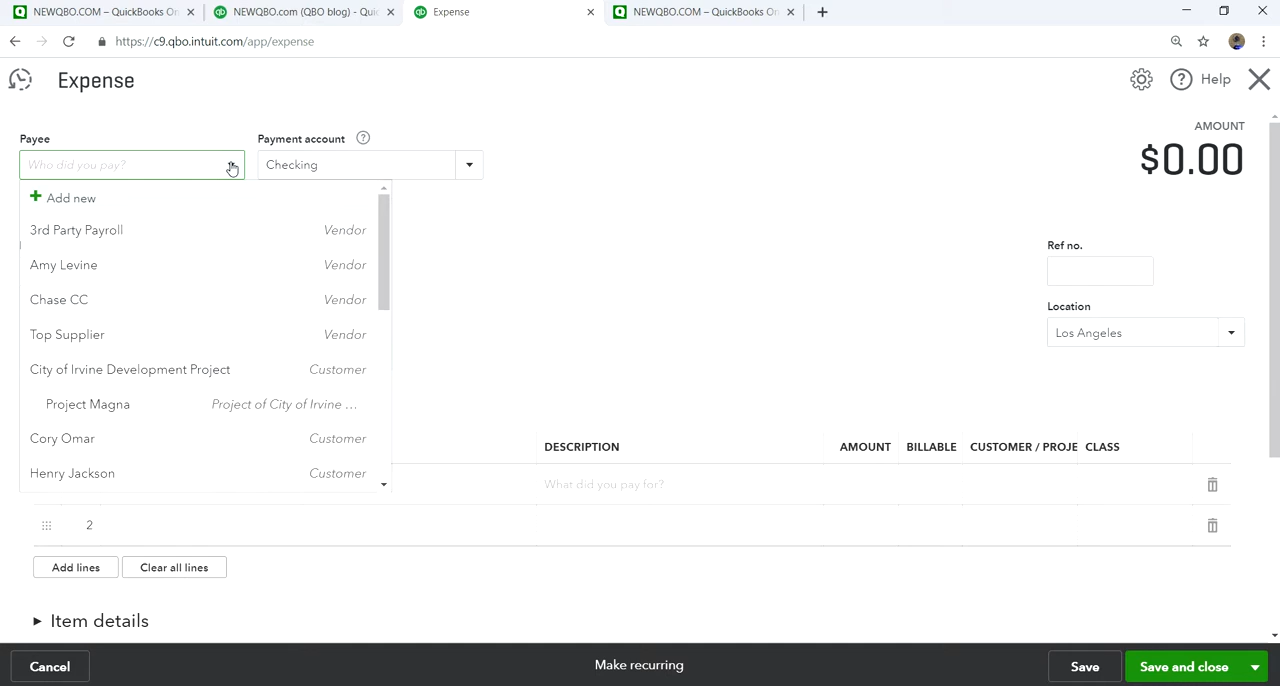 NEWQBO.COM – QuickBooks On
NEWQBO.com (QBO blog) - Quic
Expense
NEWQBO.COM – QuickBooks On
https://c9.qbo.intuit.com/app/expense
Expense
Help
AMOUNT
$0.00
Payee
Payment account
Who did you pay?
Checking
Add new
3rd Party Payroll Vendor
Amy Levine Vendor
Chase CC Vendor
Top Supplier Vendor
City of Irvine Development Project Customer
Project Magna Project of City of Irvine ...
Cory Omar Customer
Henry Jackson Customer
Ref no.
Location
Los Angeles
DESCRIPTION AMOUNT BILLABLE CUSTOMER / PROJE CLASS
What did you pay for?
2
Add lines Clear all lines
Item details
Cancel Make recurring Save Save and close